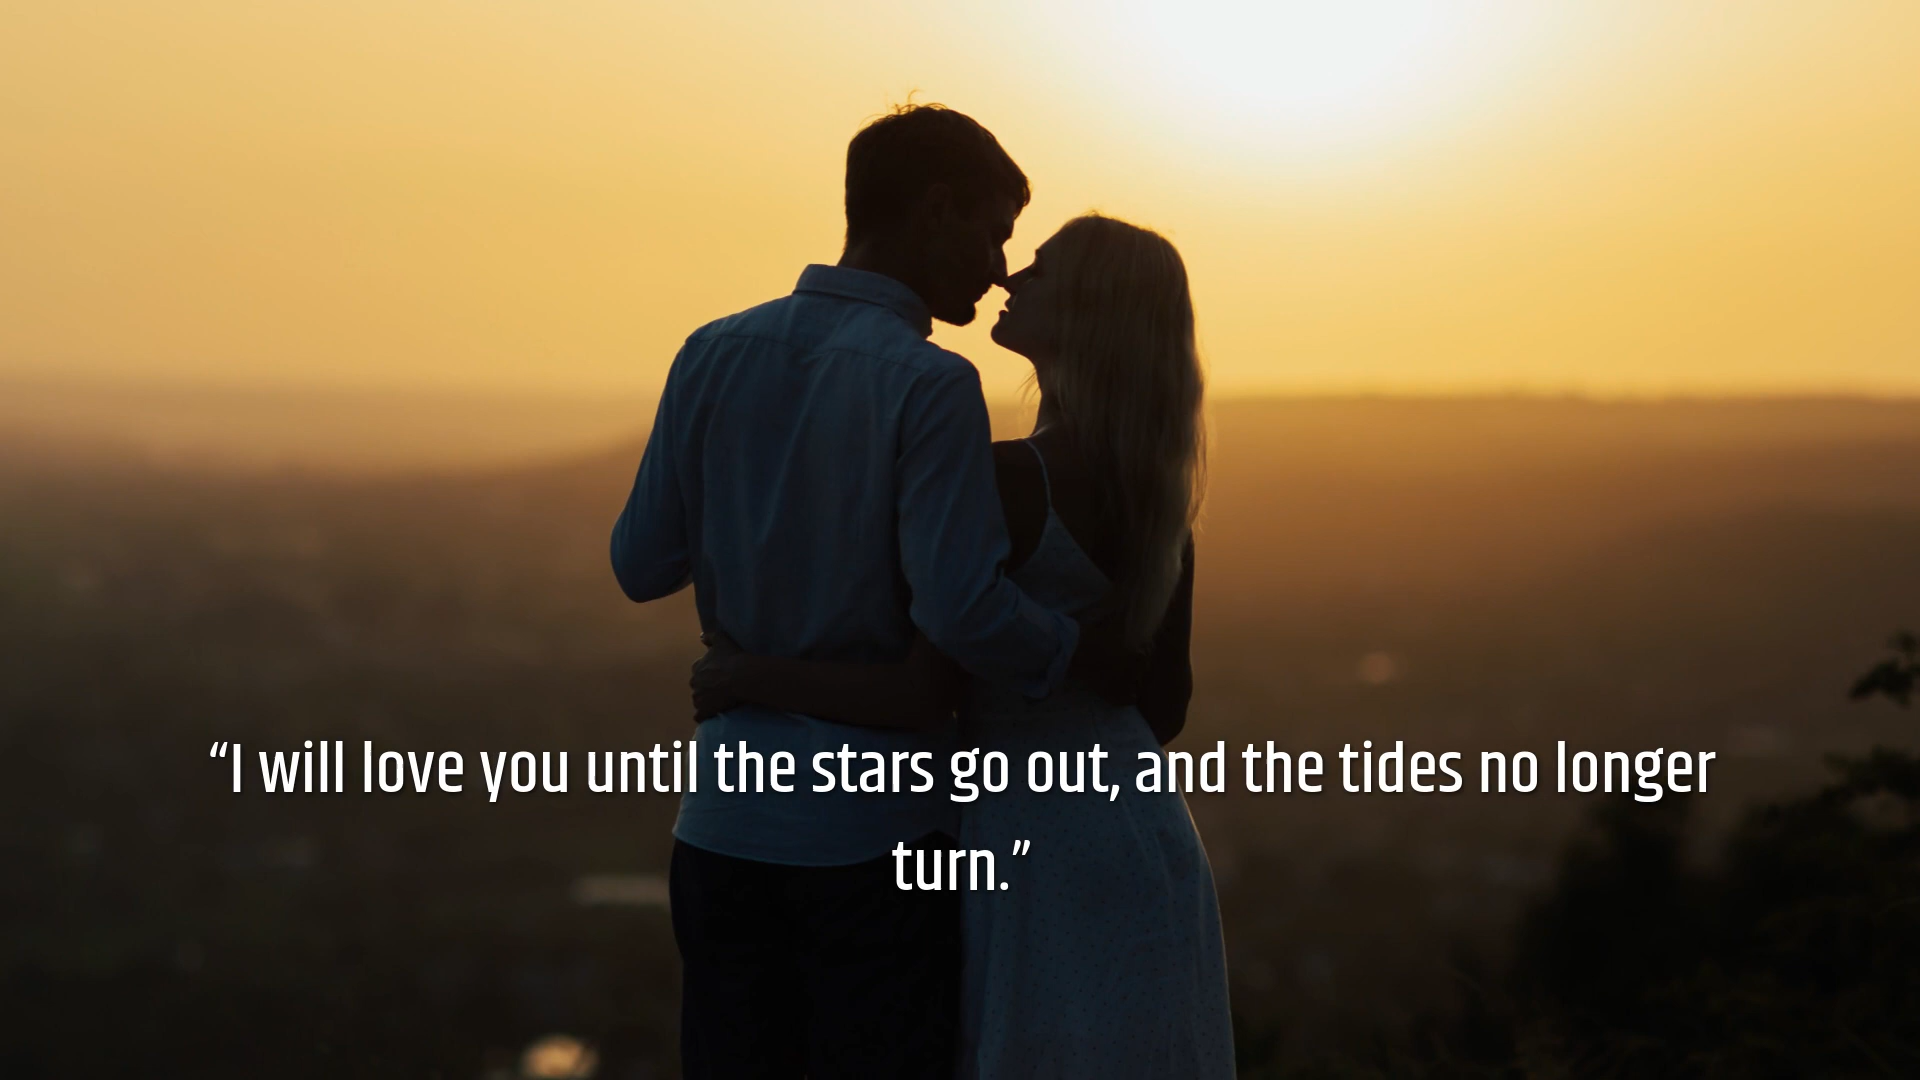 “I will love you until the stars go out, and the tides no longer
turn.”